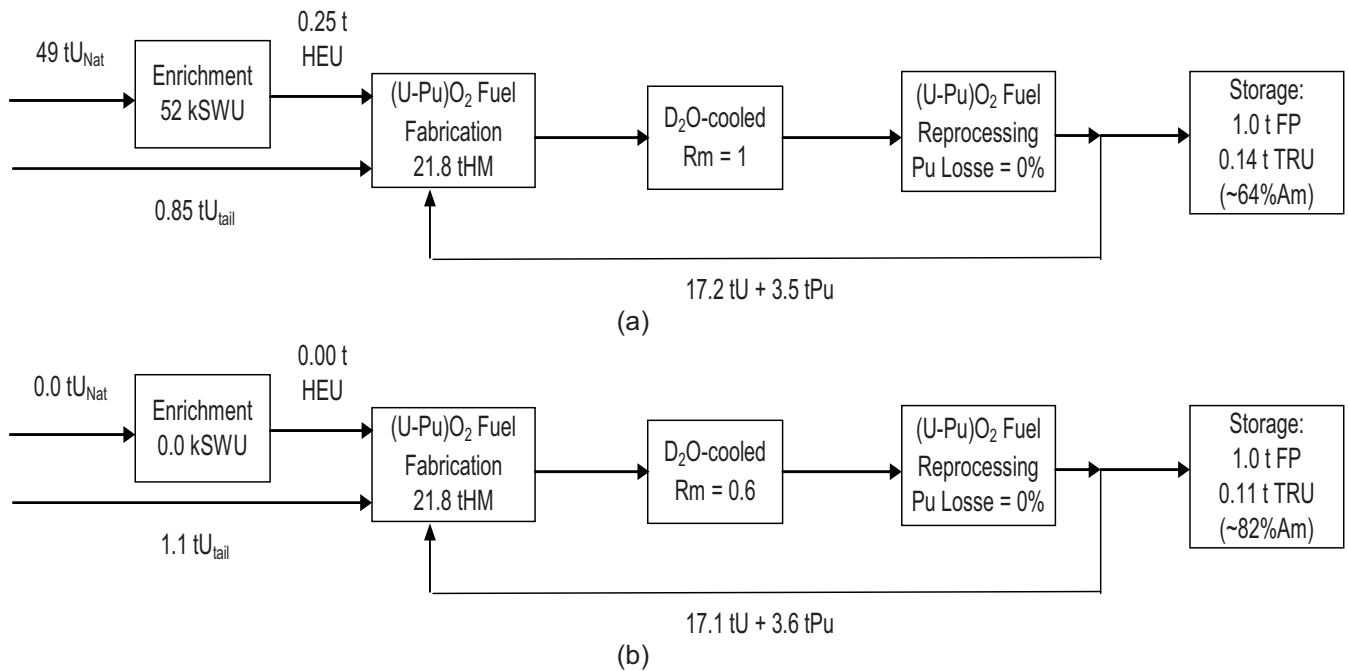 49 tUNat
Enrichment
52 kSWU
0.25 t
HEU
0.85 tUtail
(U-Pu)O2 Fuel
Fabrication
21.8 tHM
D2O-cooled
Rm = 1
(U-Pu)O2 Fuel
Reprocessing
Pu Losse = 0%
Storage:
1.0 t FP
0.14 t TRU
(~64%Am)
17.2 tU + 3.5 tPu
(a)
0.0 tUNat
Enrichment
0.0 kSWU
0.00 t
HEU
1.1 tUtail
(U-Pu)O2 Fuel
Fabrication
21.8 tHM
D2O-cooled
Rm = 0.6
(U-Pu)O2 Fuel
Reprocessing
Pu Losse = 0%
Storage:
1.0 t FP
0.11 t TRU
(~82%Am)
17.1 tU + 3.6 tPu
(b)